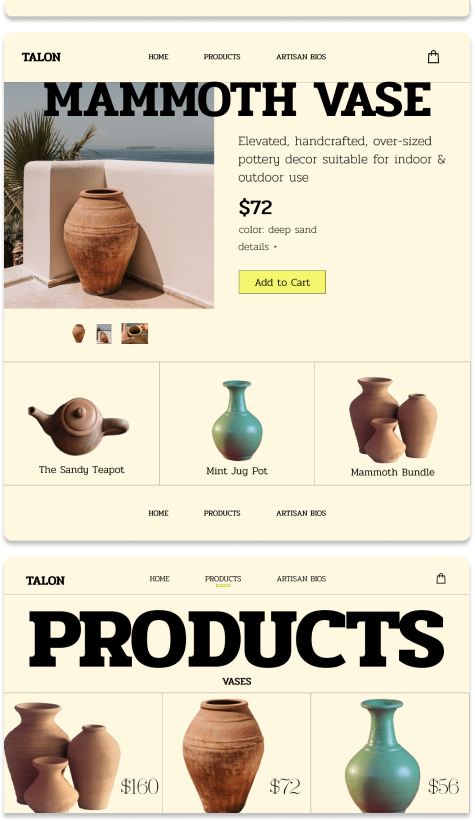 TALON
HOME PRODUCTS ARTISAN BIOS
MAMMOTH VASE
Elevated, handcrafted, over-sized
pottery decor suitable for indoor &
outdoor use
$72
color: deep sand
details +
Add to Cart
The Sandy Teapot
Mint Jug Pot
Mammoth Bundle
HOME PRODUCTS ARTISAN BIOS
TALON
HOME PRODUCTS ARTISAN BIOS
PRODUCTS
VASES
$160
$72
$56